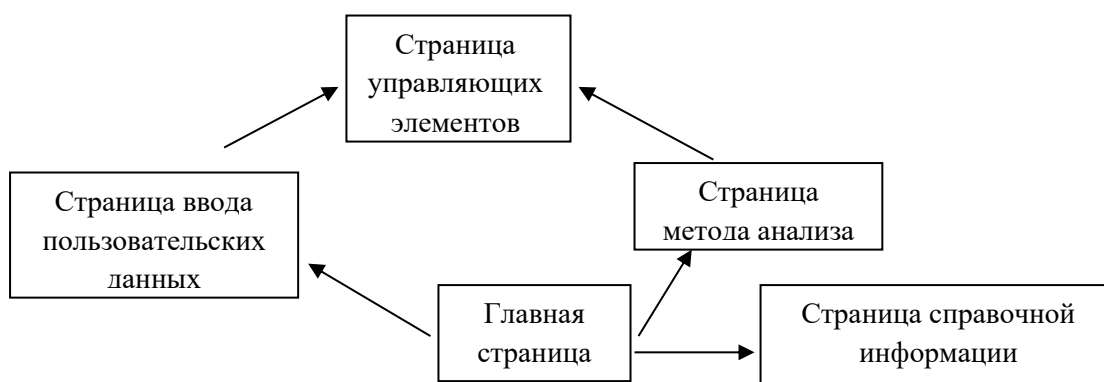 Страница
управляющих
элементов
Страница ввода
пользовательских
данных
Страница
метода анализа
Главная
страница
Страница справочной
информации